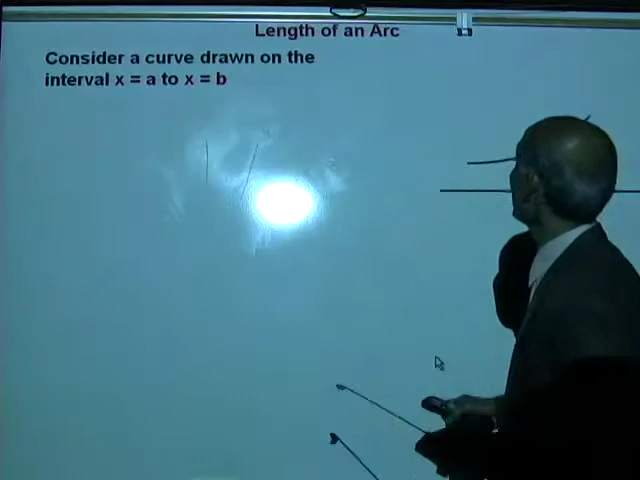 Length of an Arc
Consider a curve drawn on the
interval x = a to x = b